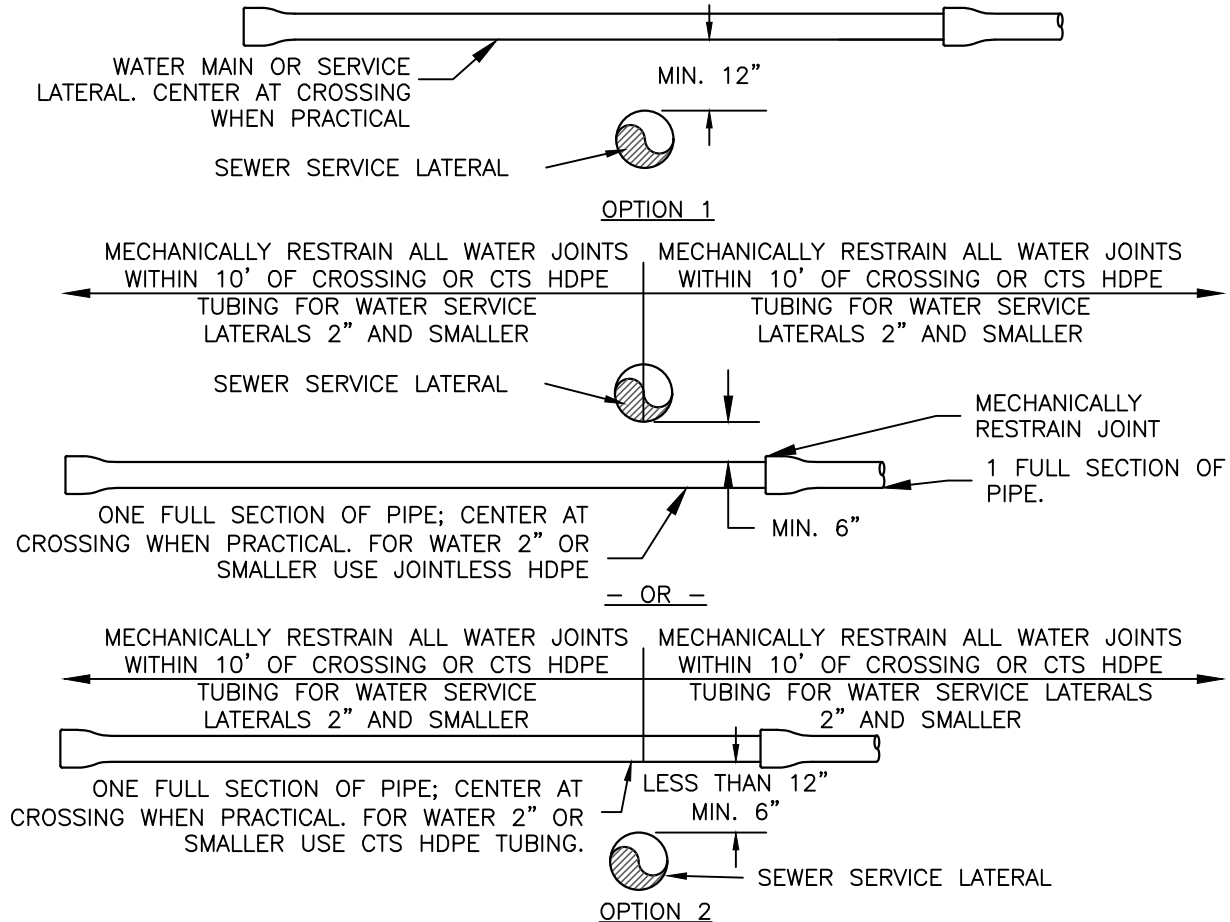 WATER MAIN OR SERVICE
LATERAL. CENTER AT CROSSING
WHEN PRACTICAL
MIN. 12”
SEWER SERVICE LATERAL
OPTION 1
MECHANICALLY RESTRAIN ALL WATER JOINTS
WITHIN 10’ OF CROSSING OR CTS HDPE
TUBING FOR WATER SERVICE
LATERALS 2” AND SMALLER
MECHANICALLY RESTRAIN ALL WATER JOINTS
WITHIN 10’ OF CROSSING OR CTS HDPE
TUBING FOR WATER SERVICE
LATERALS 2” AND SMALLER
SEWER SERVICE LATERAL
MECHANICALLY
RESTRAIN JOINT
1 FULL SECTION OF
PIPE.
ONE FULL SECTION OF PIPE; CENTER AT
CROSSING WHEN PRACTICAL. FOR WATER 2” OR
SMALLER USE JOINTLESS HDPE
MIN. 6”
- OR -
MECHANICALLY RESTRAIN ALL WATER JOINTS
WITHIN 10’ OF CROSSING OR CTS HDPE
TUBING FOR WATER SERVICE
LATERALS 2” AND SMALLER
MECHANICALLY RESTRAIN ALL WATER JOINTS
WITHIN 10’ OF CROSSING OR CTS HDPE
TUBING FOR WATER SERVICE LATERALS
2” AND SMALLER
ONE FULL SECTION OF PIPE; CENTER AT
CROSSING WHEN PRACTICAL. FOR WATER 2” OR
SMALLER USE CTS HDPE TUBING.
LESS THAN 12”
MIN. 6”
SEWER SERVICE LATERAL
OPTION 2